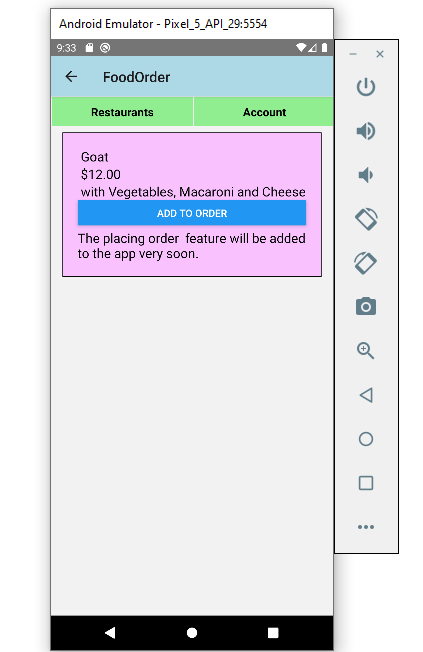 Android Emulator - Pixel_5_API_29:5554
9:33
FoodOrder
Restaurants Account
Goat
$12.00
with Vegetables, Macaroni and Cheese
ADD TO ORDER
The placing order  feature will be added
to the app very soon.